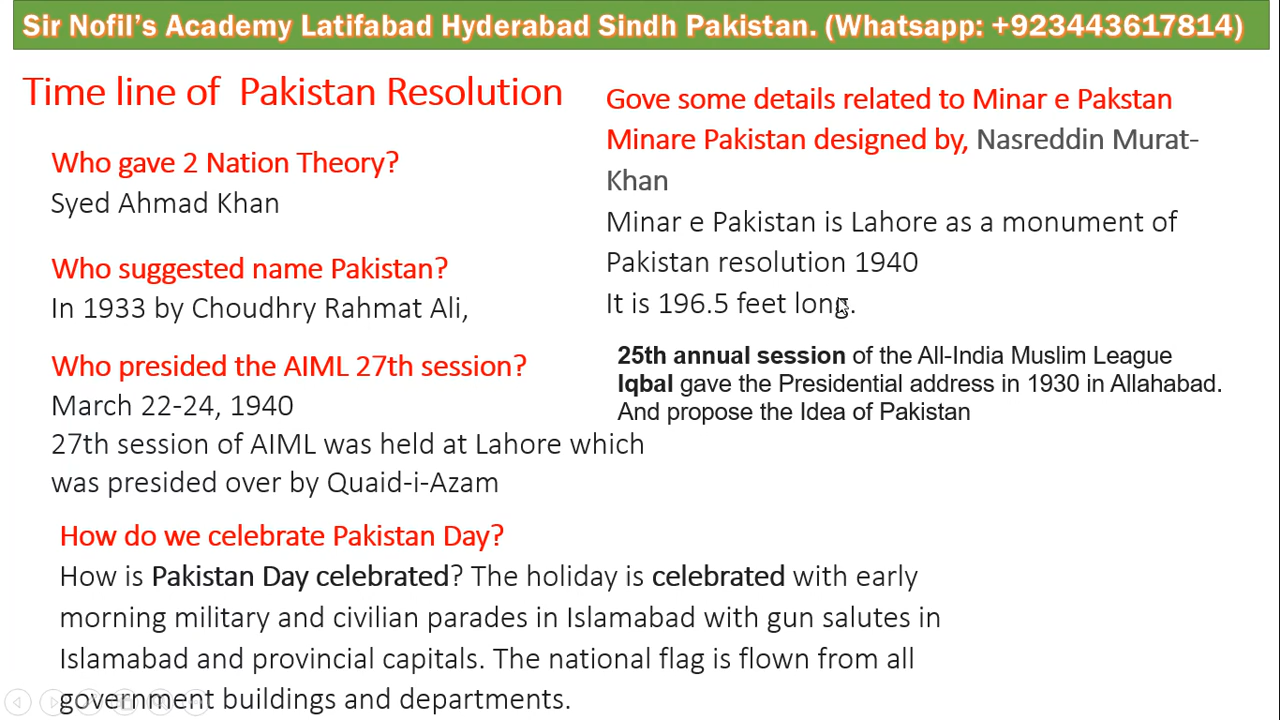 Sir Nofil's Academy Latifabad Hyderabad Sindh Pakistan. (Whatsapp: +923443617814)
Time line of Pakistan Resolution
Who gave 2 Nation Theory?
Syed Ahmad Khan
Who suggested name Pakistan?
In 1933 by Choudhry Rahmat Ali,
Who presided the AIML 27th session?
March 22-24, 1940
27th session of AIML was held at Lahore which
was presided over by Quaid-i-Azam
How do we celebrate Pakistan Day?
How is Pakistan Day celebrated? The holiday is celebrated with early
morning military and civilian parades in Islamabad with gun salutes in
Islamabad and provincial capitals. The national flag is flown from all
government buildings and departments.
Gove some details related to Minar e Pakstan
Minare Pakistan designed by, Nasreddin Murat-
Khan
Minar e Pakistan is Lahore as a monument of
Pakistan resolution 1940
It is 196.5 feet long.
25th annual session of the All-India Muslim League
Iqbal gave the Presidential address in 1930 in Allahabad.
And propose the Idea of Pakistan